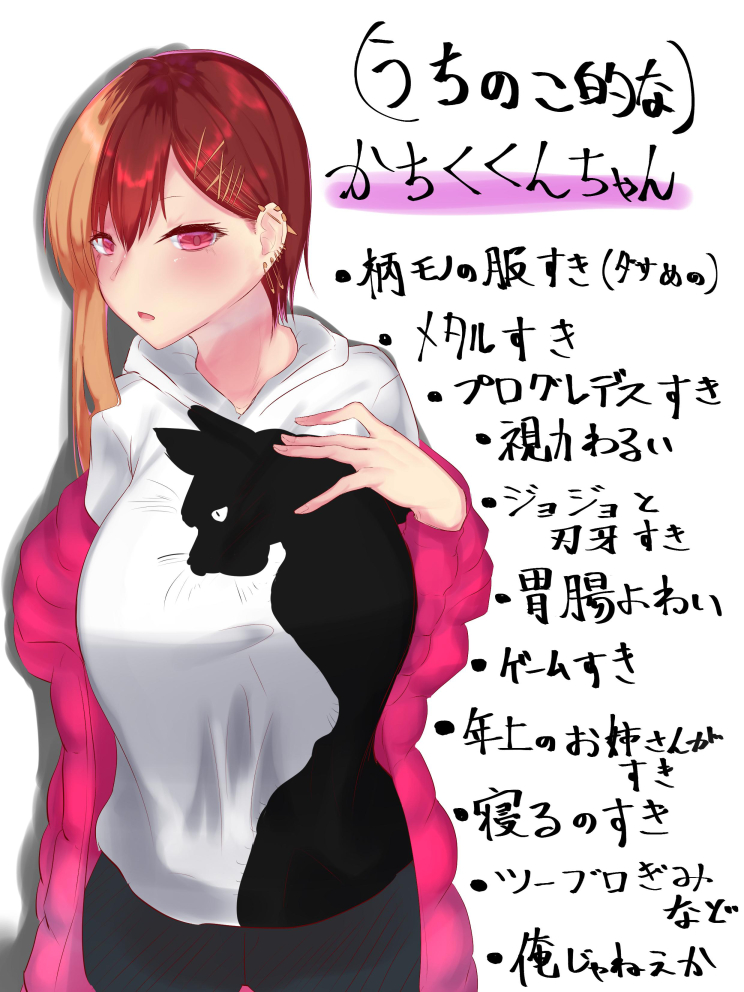 (うちのこ的な)
かちくくんちゃん
・柄モノの服すき(ダサめの)
・メタルすき
・プログレデスすき
・視力わるい
・ジョジョと
刃牙すき
・胃腸よわい
・ゲームすき
・年上のお姉さんが
すき
・寝るのすき
・ツーブロぎみ
など
・俺じゃねえか